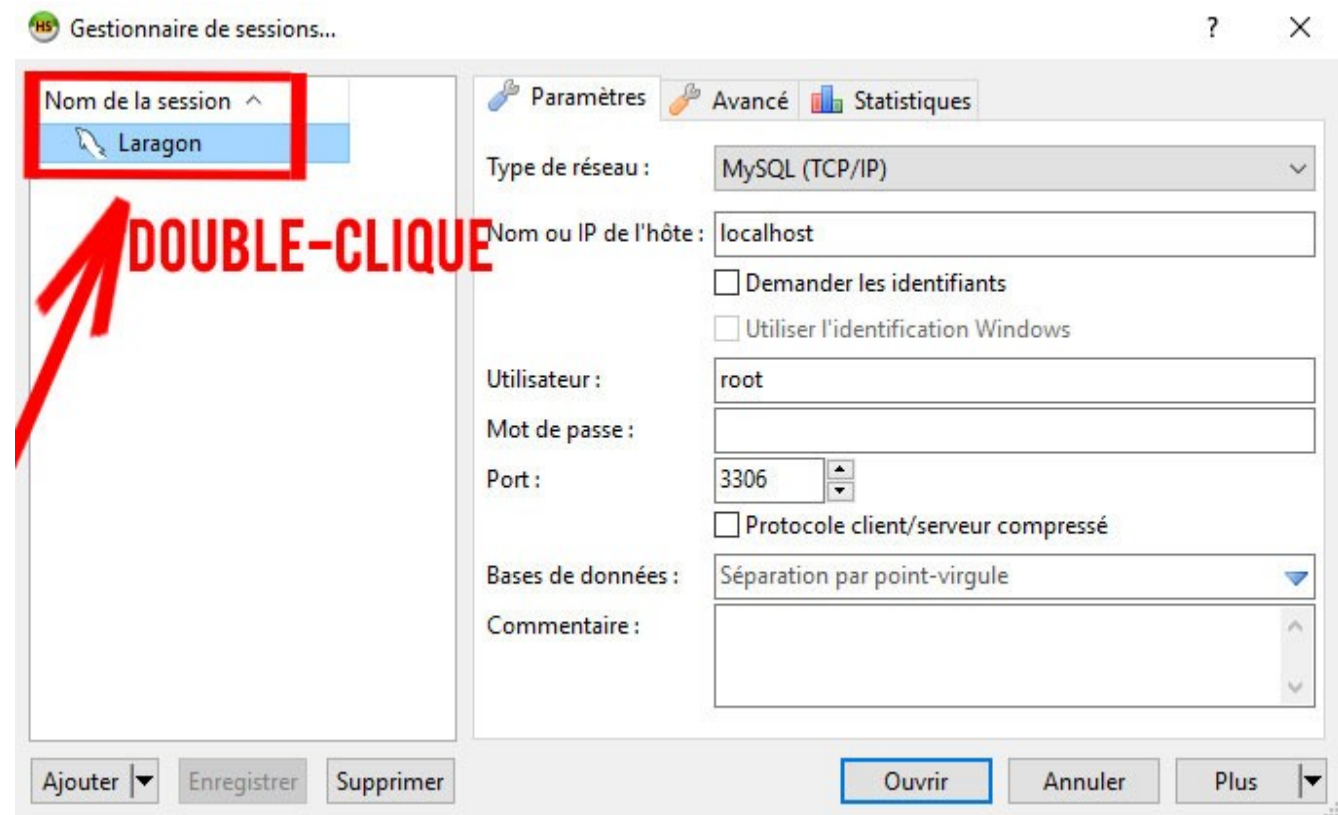 HS Gestionnaire de sessions... ?
Nom de la session
Laragon
DOUBLE-CLIQUE
Paramètres Avancé Statistiques
Type de réseau : MySQL (TCP/IP)
Nom ou IP de l'hôte : localhost
Demander les identifiants
Utiliser l'identification Windows
Utilisateur : root
Mot de passe :
Port : 3306
Protocole client/serveur compressé
Bases de données : Séparation par point-virgule
Commentaire :
Ajouter Enregistrer Supprimer Ouvrir Annuler Plus